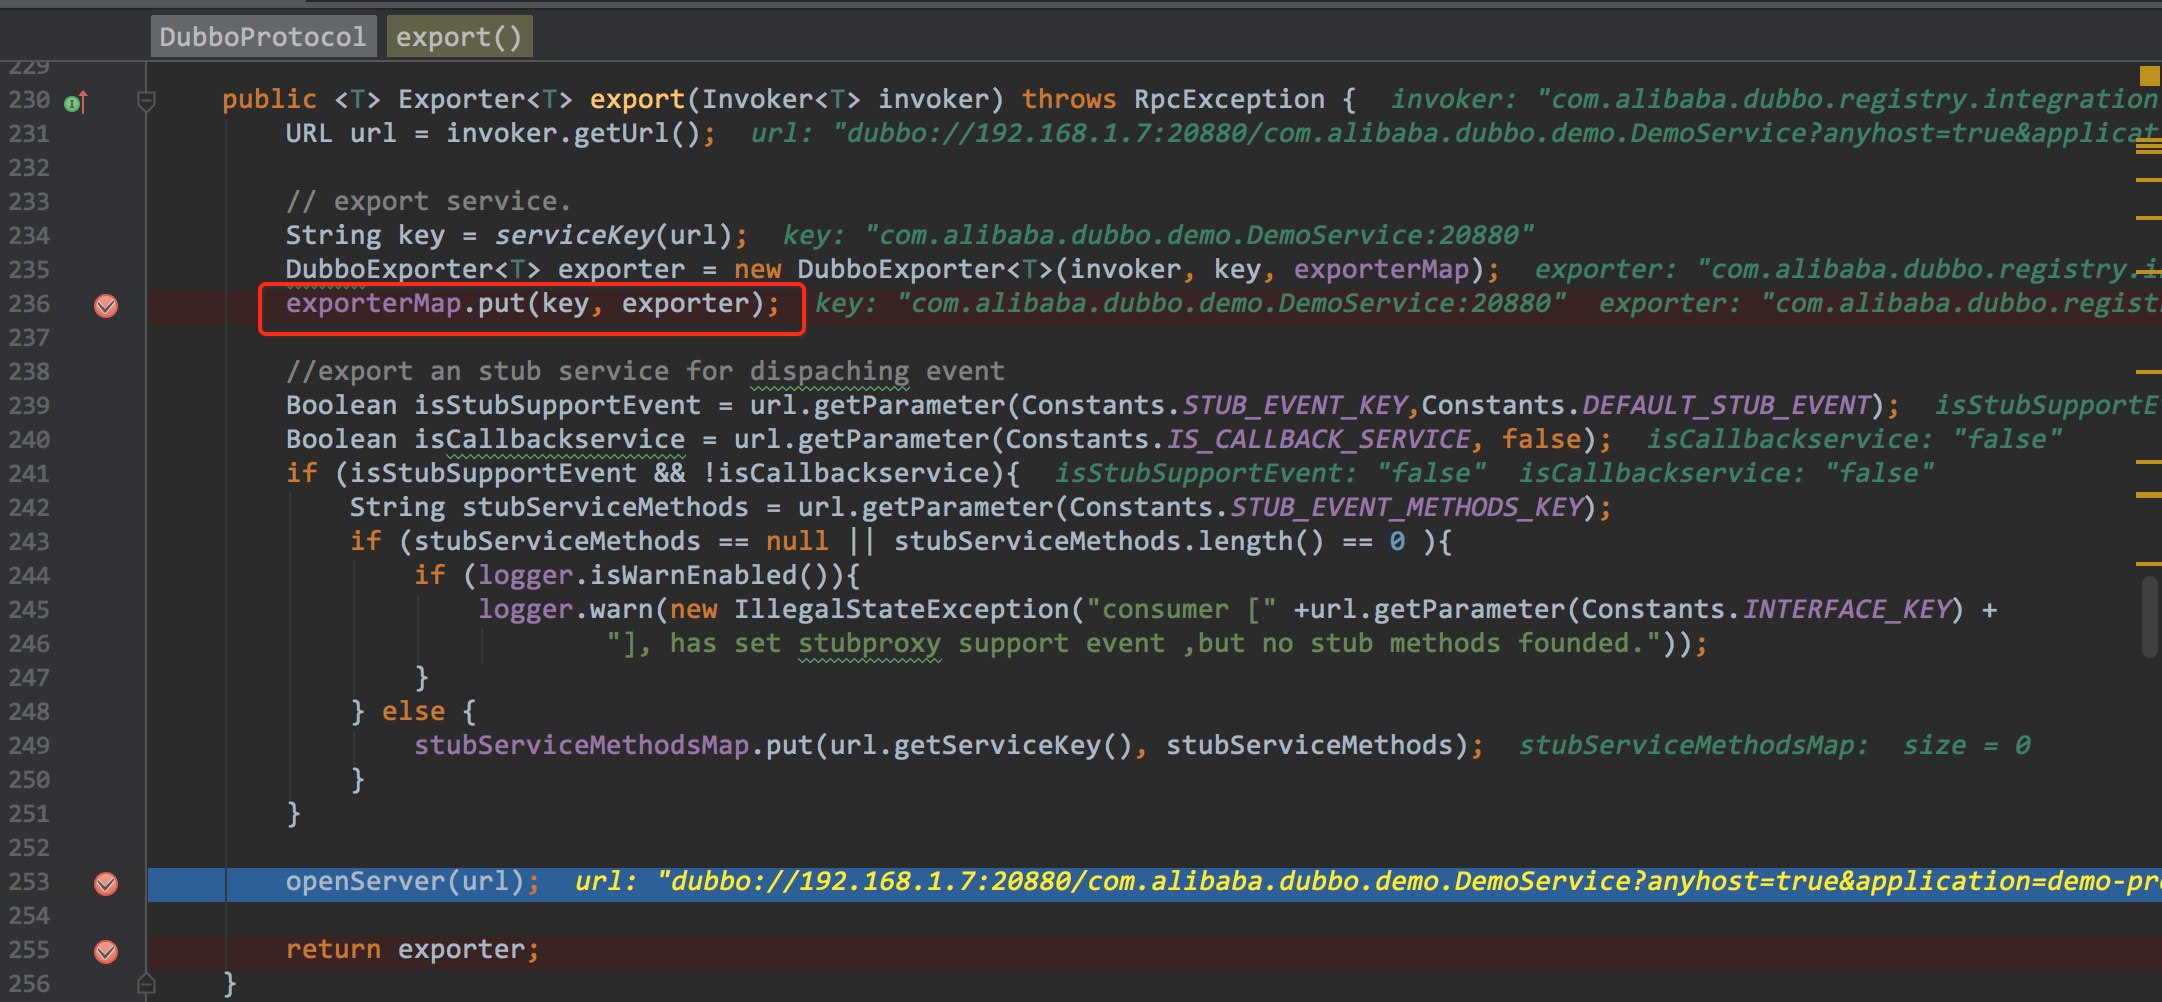 DubboProtocol export()
229
230 public <T> Exporter<T> export(Invoker<T> invoker) throws RpcException { invoker: "com.alibaba.dubbo.registry.integration
231 URL url = invoker.getUrl(); url: "dubbo://192.168.1.7:20880/com.alibaba.dubbo.demo.DemoService?anyhost=true&applicat
232
233 // export service.
234 String key = serviceKey(url); key: "com.alibaba.dubbo.demo.DemoService:20880"
235 DubboExporter<T> exporter = new DubboExporter<T>(invoker, key, exporterMap); exporter: "com.alibaba.dubbo.registry.i
236 exporterMap.put(key, exporter); key: "com.alibaba.dubbo.demo.DemoService:20880" exporter: "com.alibaba.dubbo.regist
237
238 //export an stub service for dispaching event
239 Boolean isStubSupportEvent = url.getParameter(Constants.STUB_EVENT_KEY,Constants.DEFAULT_STUB_EVENT); isStubSupportE
240 Boolean isCallbackservice = url.getParameter(Constants.IS_CALLBACK_SERVICE, false); isCallbackservice: "false"
241 if (isStubSupportEvent && !isCallbackservice){ isStubSupportEvent: "false" isCallbackservice: "false"
242 String stubServiceMethods = url.getParameter(Constants.STUB_EVENT_METHODS_KEY);
243 if (stubServiceMethods == null || stubServiceMethods.length() == 0 ){
244 if (logger.isWarnEnabled()){
245 logger.warn(new IllegalStateException("consumer [" +url.getParameter(Constants.INTERFACE_KEY) +
246 "], has set stubproxy support event ,but no stub methods founded."));
247 }
248 } else {
249 stubServiceMethodsMap.put(url.getServiceKey(), stubServiceMethods); stubServiceMethodsMap: size = 0
250 }
251 }
252
253 openServer(url); url: "dubbo://192.168.1.7:20880/com.alibaba.dubbo.demo.DemoService?anyhost=true&application=demo-pro
254
255 return exporter;
256 }